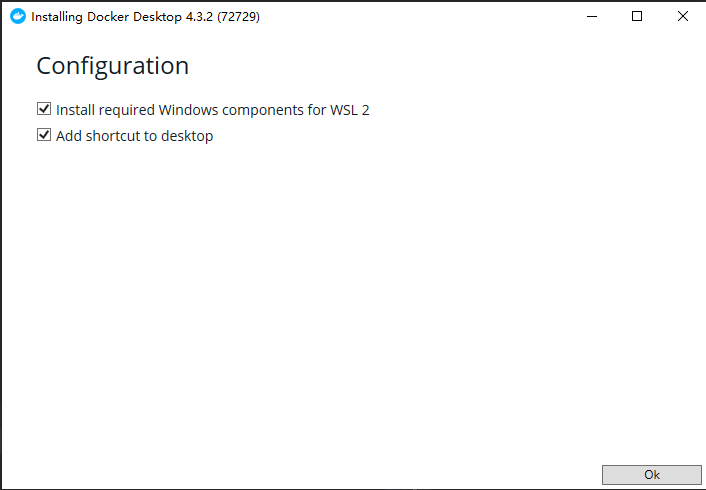 Installing Docker Desktop 4.3.2 (72729)
Configuration
Install required Windows components for WSL 2
Add shortcut to desktop
Ok